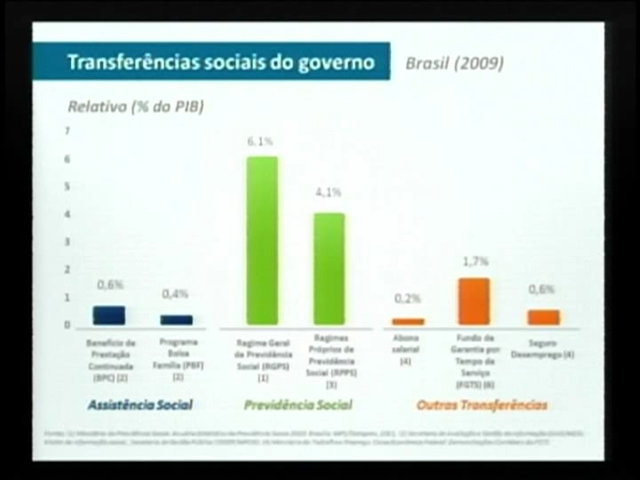 Transferências sociais do governo
Brasil (2009)
Relativo (% do PIB)
7
6
5
4
3
2
1
0
0,6%
0,4%
6,1%
4,1%
0,2%
1,7%
0,6%
Benefício de
Prestação
Continuada
(BPC) (2)
Programa
Bolsa
Família (PBF)
(2)
Regime Geral
de Previdência
Social (RGPS)
(1)
Regimes
Próprios de
Previdência
Social (RPPS)
(3)
Abono
salarial
(4)
Fundo de
Garantia por
Tempo de
Serviço
(FGTS) (6)
Seguro
Desemprego (4)
Assistência Social
Previdência Social
Outras Transferências